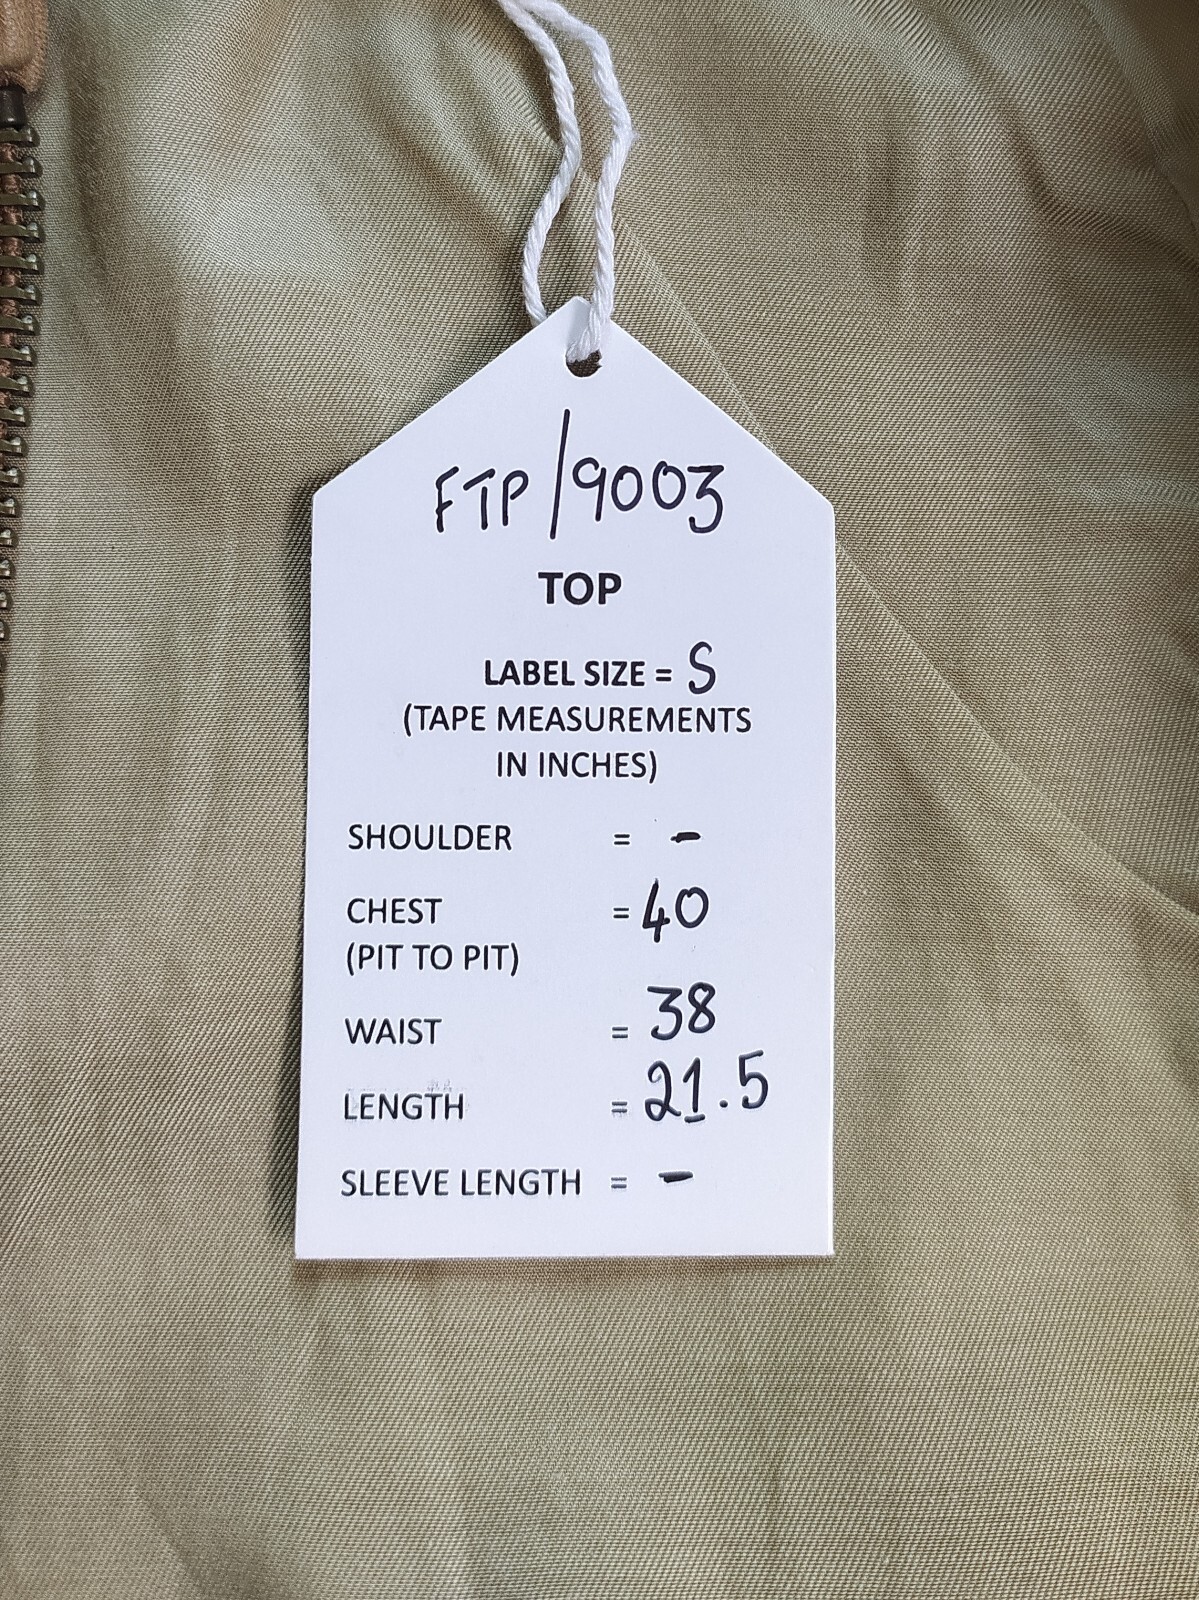 FTP/9003
TOP
LABEL SIZE = S
(TAPE MEASUREMENTS
IN INCHES)
SHOULDER = -
CHEST = 40
(PIT TO PIT)
WAIST = 38
LENGTH = 21.5
SLEEVE LENGTH = -